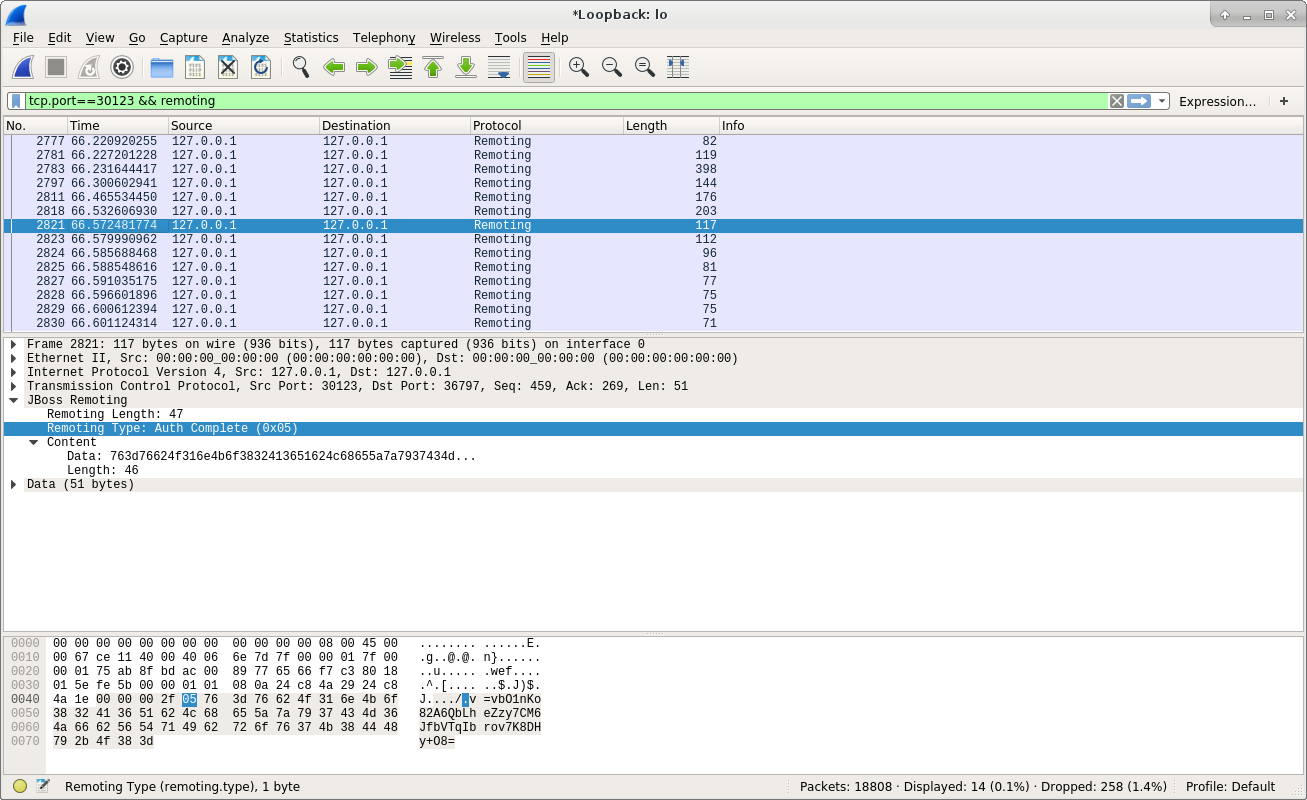 *Loopback: lo
File Edit View Go Capture Analyze Statistics Telephony Wireless Tools Help
tcp.port==30123 && remoting Expression... +
No. Time Source Destination Protocol Length Info
2777 66.220920255 127.0.0.1 127.0.0.1 Remoting 82
2781 66.227201228 127.0.0.1 127.0.0.1 Remoting 119
2783 66.231644417 127.0.0.1 127.0.0.1 Remoting 398
2797 66.300602941 127.0.0.1 127.0.0.1 Remoting 144
2811 66.465534450 127.0.0.1 127.0.0.1 Remoting 176
2818 66.532606930 127.0.0.1 127.0.0.1 Remoting 203
2821 66.572481774 127.0.0.1 127.0.0.1 Remoting 117
2823 66.579990962 127.0.0.1 127.0.0.1 Remoting 112
2824 66.585688468 127.0.0.1 127.0.0.1 Remoting 96
2825 66.588548616 127.0.0.1 127.0.0.1 Remoting 81
2827 66.591035175 127.0.0.1 127.0.0.1 Remoting 77
2828 66.596601896 127.0.0.1 127.0.0.1 Remoting 75
2829 66.600612394 127.0.0.1 127.0.0.1 Remoting 75
2830 66.601124314 127.0.0.1 127.0.0.1 Remoting 71
Frame 2821: 117 bytes on wire (936 bits), 117 bytes captured (936 bits) on interface 0
Ethernet II, Src: 00:00:00_00:00:00 (00:00:00:00:00:00), Dst: 00:00:00_00:00:00 (00:00:00:00:00:00)
Internet Protocol Version 4, Src: 127.0.0.1, Dst: 127.0.0.1
Transmission Control Protocol, Src Port: 30123, Dst Port: 36797, Seq: 459, Ack: 269, Len: 51
JBoss Remoting
Remoting Length: 47
Remoting Type: Auth Complete (0x05)
Content
Data: 763d76624f316e4b6f3832413651624c68655a7a7937434d...
Length: 46
Data (51 bytes)
0000 00 00 00 00 00 00 00 00 00 00 00 00 08 00 45 00 ........ ......E.
0010 00 67 ce 11 40 00 40 06 6e 7d 7f 00 00 01 7f 00 .g..@.@. n}......
0020 00 01 75 ab 8f bd ac 00 89 77 65 66 f7 c3 80 18 ..u..... .wef....
0030 01 5e fe 5b 00 00 01 01 08 0a 24 c8 4a 29 24 c8 .^.[.... ..$.J)$.
0040 4a 1e 00 00 00 2f 05 76 3d 76 62 4f 31 6e 4b 6f J..../.v =vbO1nKo
0050 38 32 41 36 51 62 4c 68 65 5a 7a 79 37 43 4d 36 82A6QbLh eZzy7CM6
0060 4a 66 62 56 54 71 49 62 72 6f 76 37 4b 38 44 48 JfbVTqIb rov7K8DH
0070 79 2b 4f 38 3d y+O8=
Remoting Type (remoting.type), 1 byte Packets: 18808 · Displayed: 14 (0.1%) · Dropped: 258 (1.4%) Profile: Default